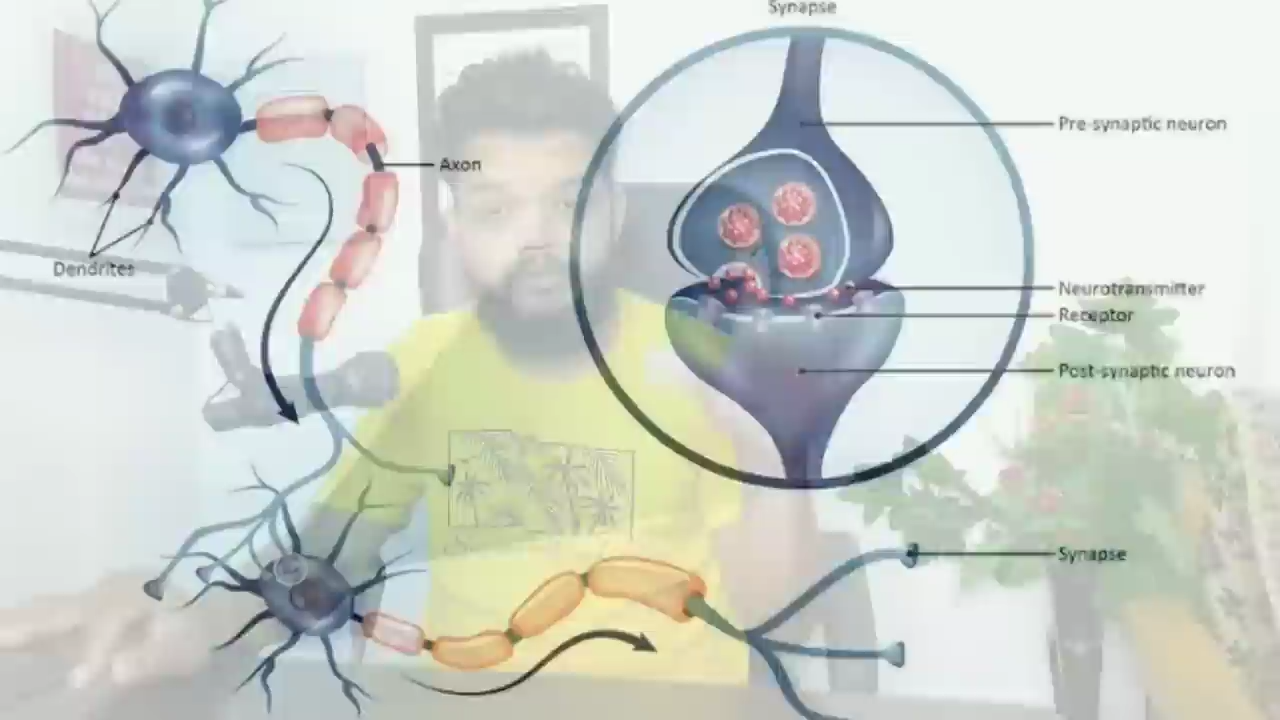 Synapse
Pre-synaptic neuron
Axon
Dendrites
Neurotransmitter
Receptor
Post-synaptic neuron
Synapse